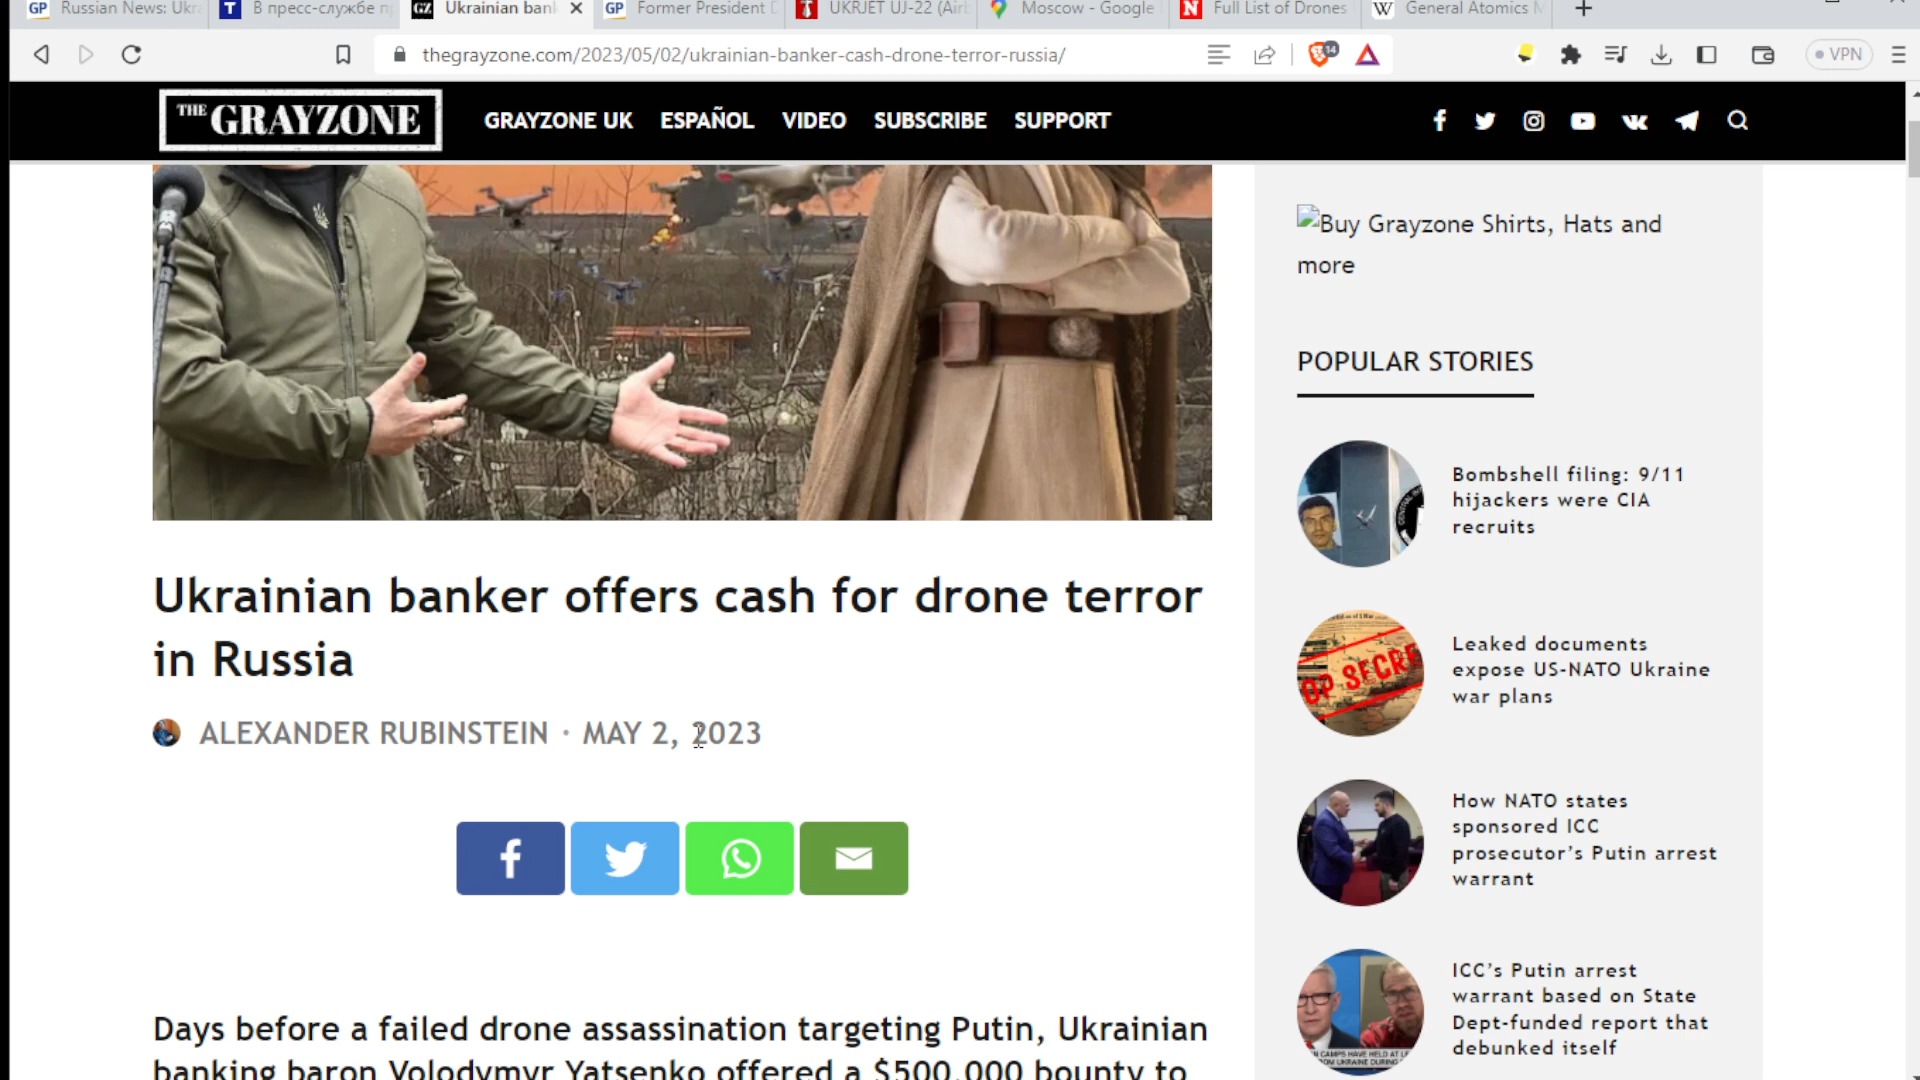 GP Russian News: Ukr
T В пресс-службе п
GZ Ukrainian ban
GP Former President
UKRJET UJ-22 (Air
Moscow - Google
N Full List of Drones
W General Atomics M
thegrayzone.com/2023/05/02/ukrainian-banker-cash-drone-terror-russia/
14
VPN
THE GRAYZONE
GRAYZONE UK
ESPAÑOL
VIDEO
SUBSCRIBE
SUPPORT
Ukrainian banker offers cash for drone terror
in Russia
ALEXANDER RUBINSTEIN · MAY 2, 2023
Days before a failed drone assassination targeting Putin, Ukrainian
banking baron Volodymyr Yatsenko offered a $500,000 bounty to
Buy Grayzone Shirts, Hats and
more
POPULAR STORIES
Bombshell filing: 9/11
hijackers were CIA
recruits
Leaked documents
expose US-NATO Ukraine
war plans
How NATO states
sponsored ICC
prosecutor’s Putin arrest
warrant
ICC’s Putin arrest
warrant based on State
Dept-funded report that
debunked itself